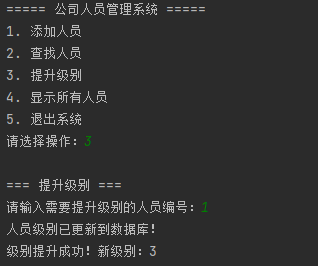 ===== 公司人员管理系统 =====
1. 添加人员
2. 查找人员
3. 提升级别
4. 显示所有人员
5. 退出系统
请选择操作：3
=== 提升级别 ===
请输入需要提升级别的人员编号：1
人员级别已更新到数据库！
级别提升成功！新级别：3